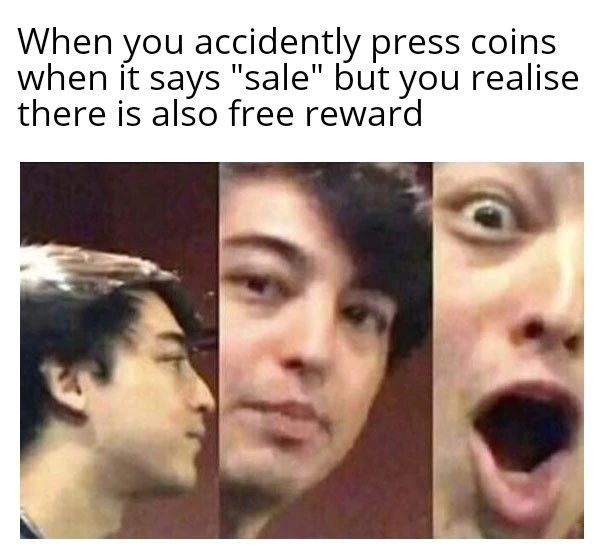 When you accidently press coins
when it says "sale" but you realise
there is also free reward